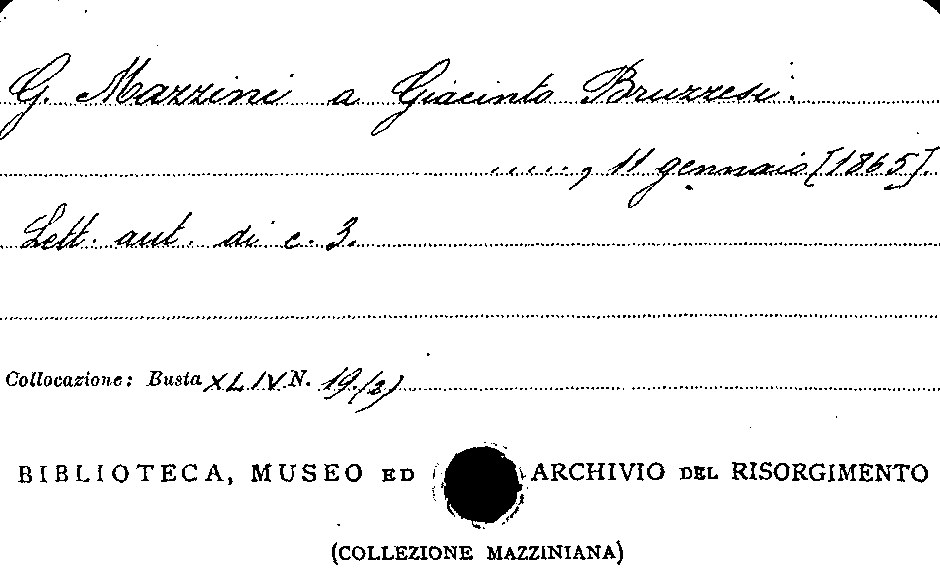 G. Mazzini a Giacinto Bruzzesi.
......, 11 gennaio [1865].
Lett. aut. di c. 3.
Collocazione: Busta XLIV N. 19(3)
BIBLIOTECA, MUSEO ED ARCHIVIO DEL RISORGIMENTO
(COLLEZIONE MAZZINIANA)